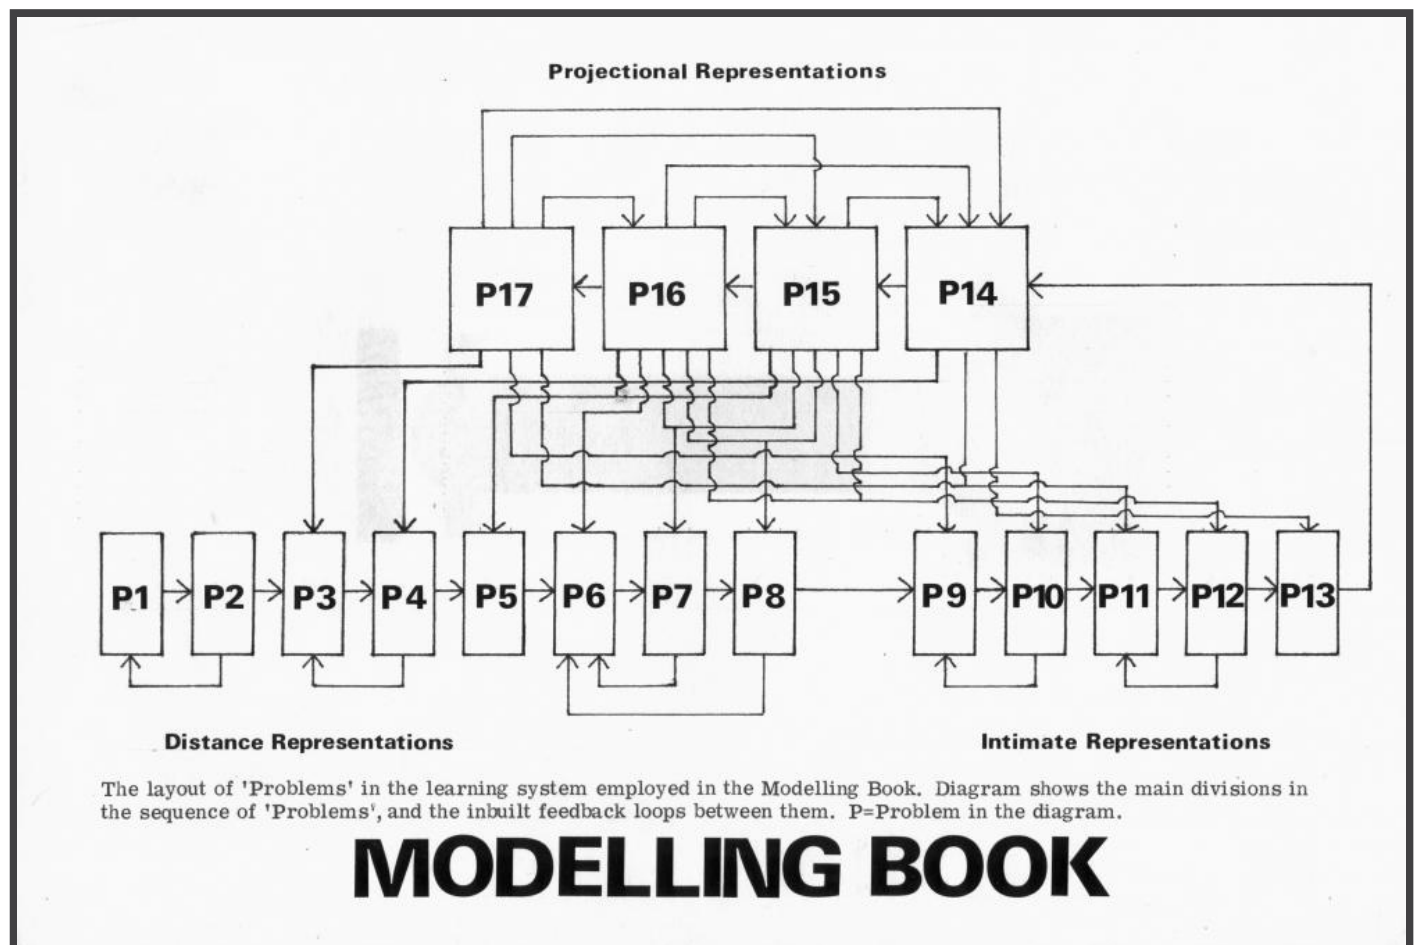 Projectional Representations
P17 P16 P15 P14
P1 P2 P3 P4 P5 P6 P7 P8 P9 P10 P11 P12 P13
Distance Representations Intimate Representations
The layout of 'Problems' in the learning system employed in the Modelling Book. Diagram shows the main divisions in
the sequence of 'Problems', and the inbuilt feedback loops between them. P=Problem in the diagram.
MODELLING BOOK